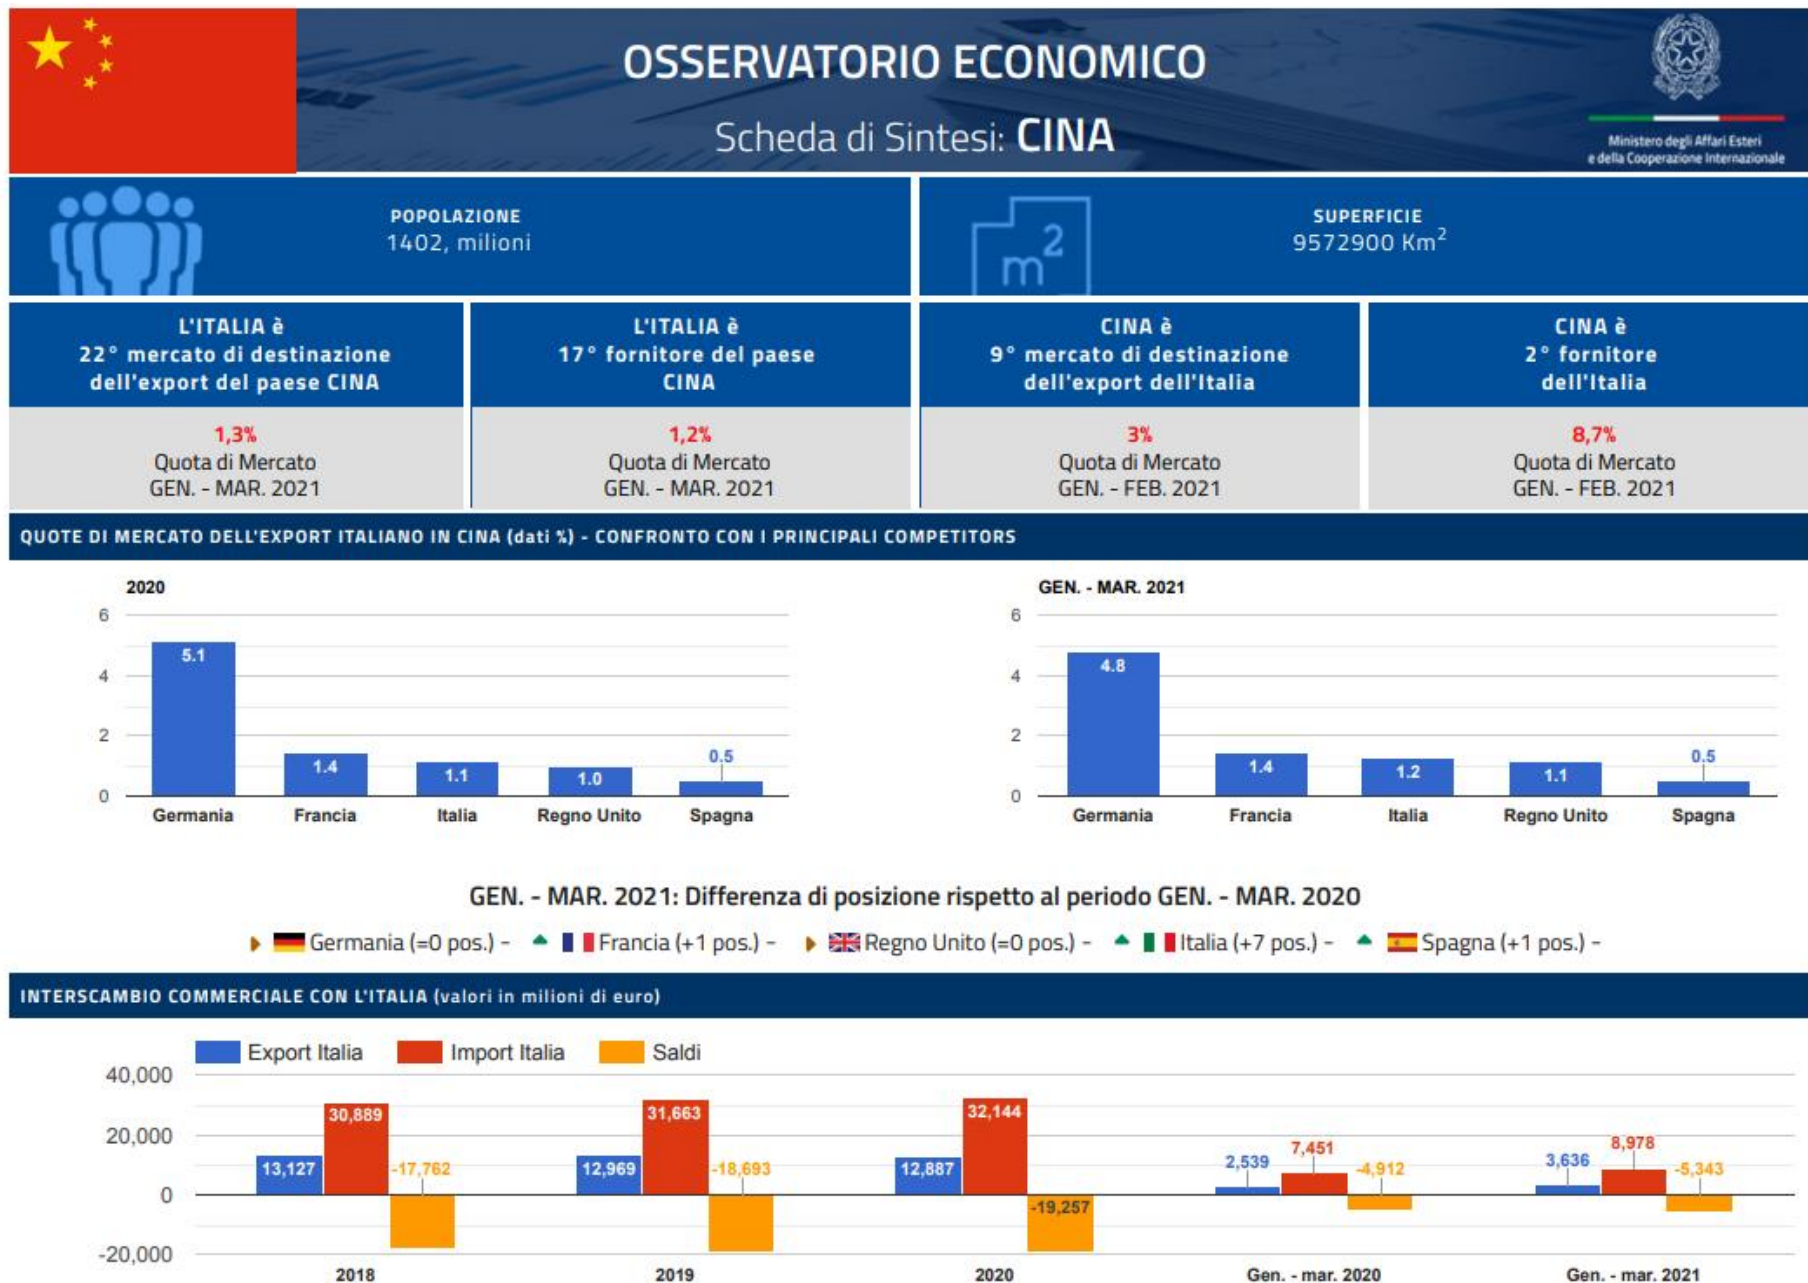 OSSERVATORIO ECONOMICO
Scheda di Sintesi: CINA
Ministero degli Affari Esteri
e della Cooperazione Internazionale
POPOLAZIONE
1402, milioni
m²
SUPERFICIE
9572900 Km²
L'ITALIA è
22° mercato di destinazione
dell'export del paese CINA
1,3%
Quota di Mercato
GEN. - MAR. 2021
L'ITALIA è
17° fornitore del paese
CINA
1,2%
Quota di Mercato
GEN. - MAR. 2021
CINA è
9° mercato di destinazione
dell'export dell'Italia
3%
Quota di Mercato
GEN. - FEB. 2021
CINA è
2° fornitore
dell'Italia
8,7%
Quota di Mercato
GEN. - FEB. 2021
QUOTE DI MERCATO DELL'EXPORT ITALIANO IN CINA (dati %) - CONFRONTO CON I PRINCIPALI COMPETITORS
2020
6
4
2
0
5.1
1.4
1.1
1.0
0.5
Germania Francia Italia Regno Unito Spagna
GEN. - MAR. 2021
6
4
2
0
4.8
1.4
1.2
1.1
0.5
Germania Francia Italia Regno Unito Spagna
GEN. - MAR. 2021: Differenza di posizione rispetto al periodo GEN. - MAR. 2020
Germania (=0 pos.) - Francia (+1 pos.) - Regno Unito (=0 pos.) - Italia (+7 pos.) - Spagna (+1 pos.) -
INTERSCAMBIO COMMERCIALE CON L'ITALIA (valori in milioni di euro)
Export Italia Import Italia Saldi
40,000
20,000
0
-20,000
13,127 30,889 -17,762
12,969 31,663 -18,693
12,887 32,144 -19,257
2,539 7,451 -4,912
3,636 8,978 -5,343
2018 2019 2020 Gen. - mar. 2020 Gen. - mar. 2021